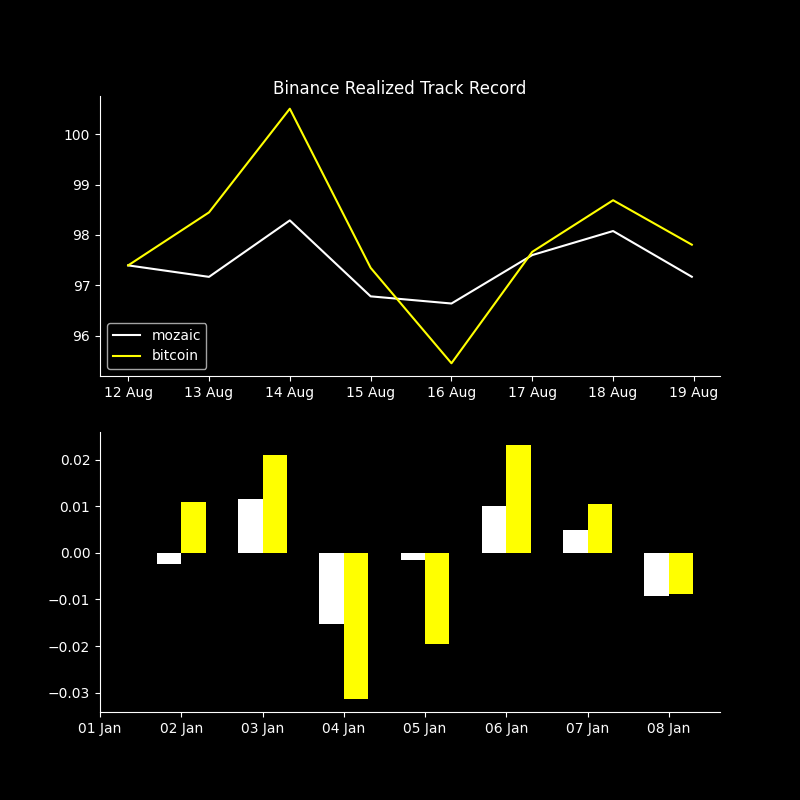 Binance Realized Track Record
100
99
98
97
96
mozaic
bitcoin
12 Aug 13 Aug 14 Aug 15 Aug 16 Aug 17 Aug 18 Aug 19 Aug
0.02
0.01
0.00
−0.01
−0.02
−0.03
01 Jan 02 Jan 03 Jan 04 Jan 05 Jan 06 Jan 07 Jan 08 Jan